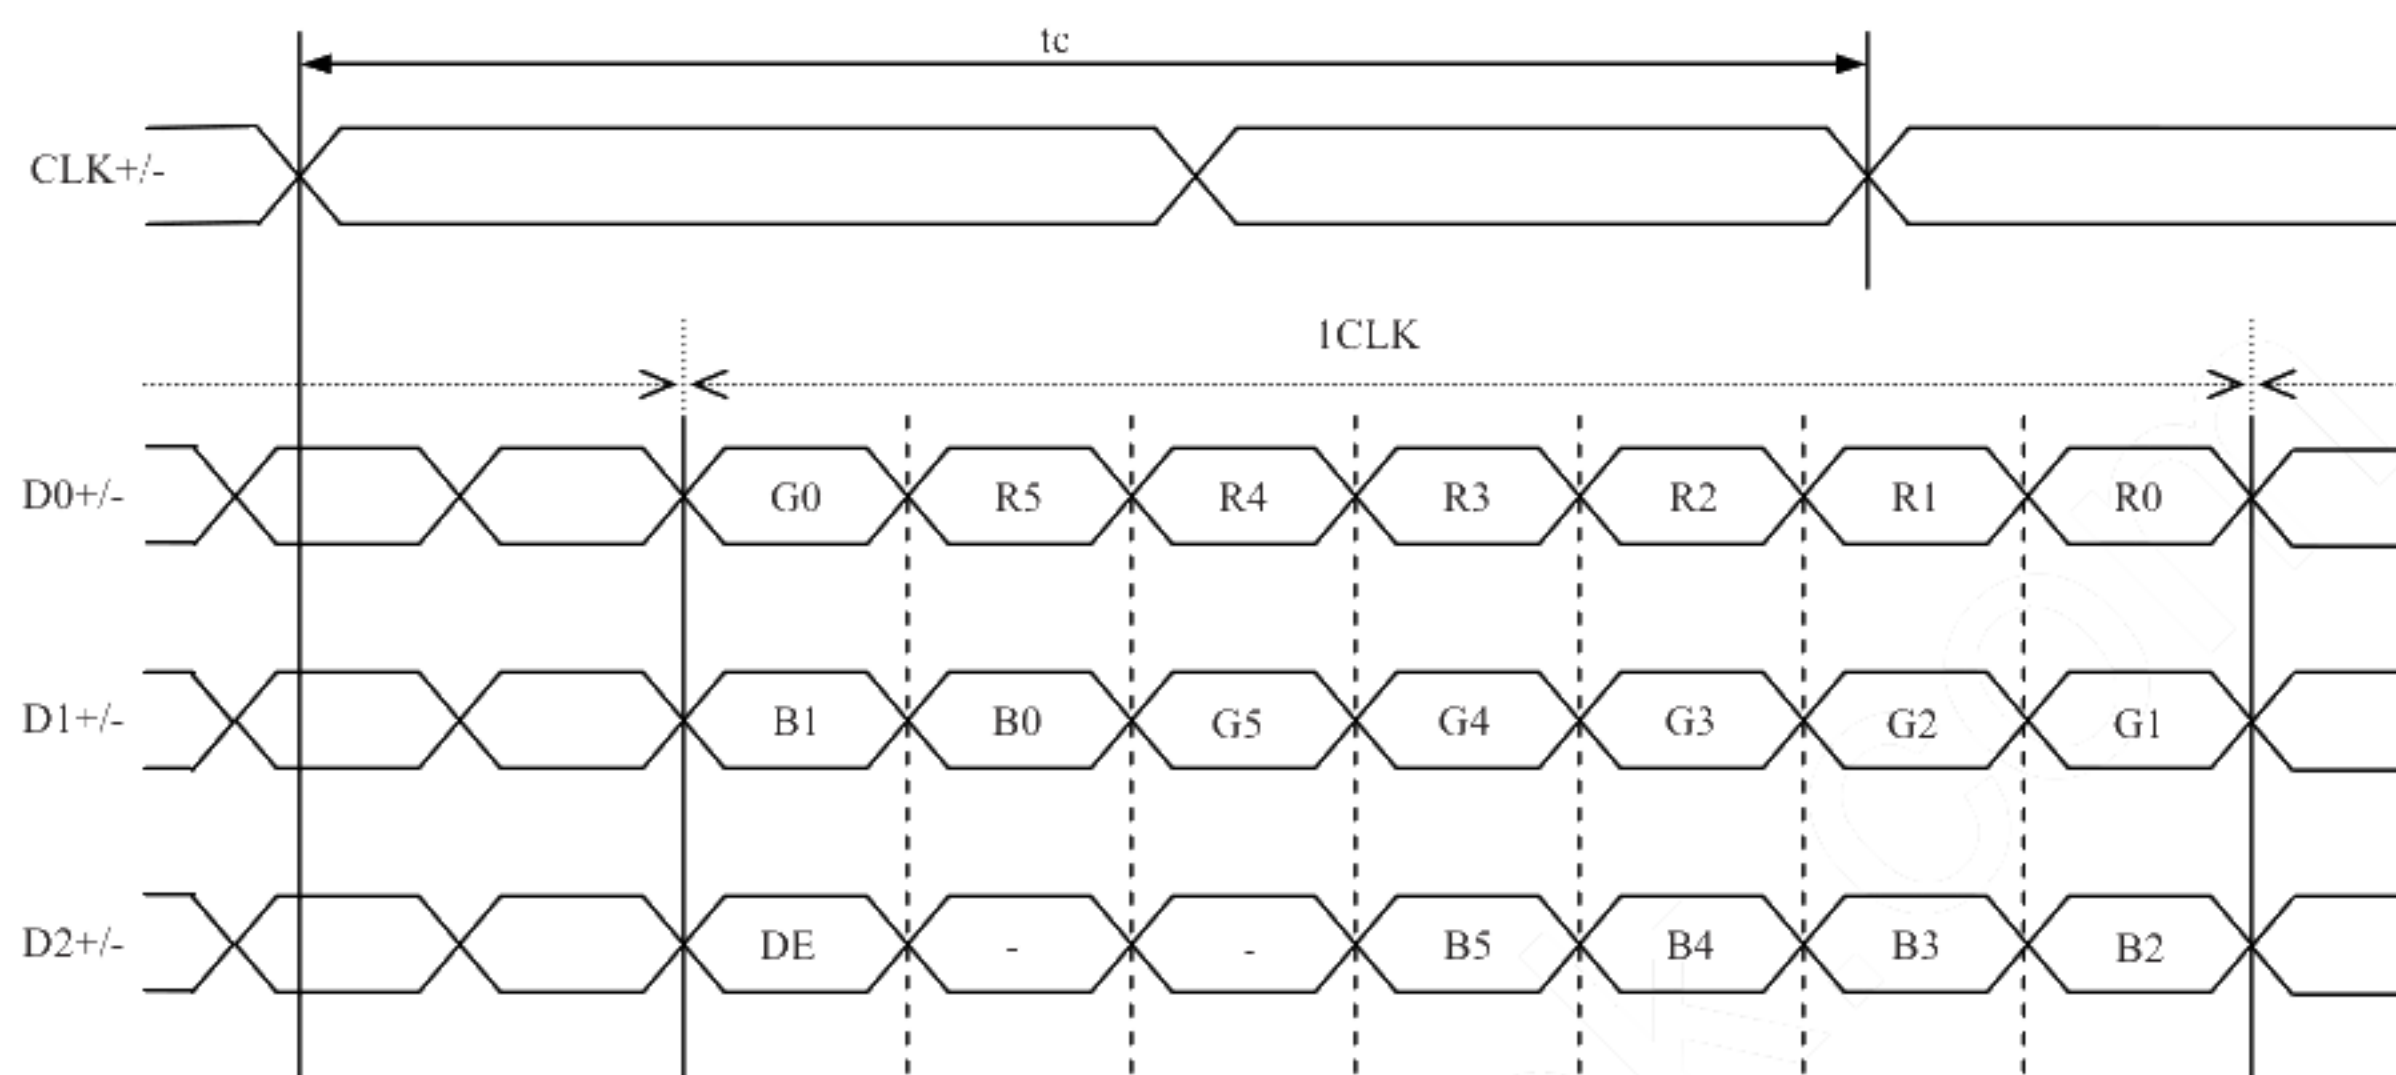 tc
CLK+/-
1CLK
D0+/- G0 R5 R4 R3 R2 R1 R0
D1+/- B1 B0 G5 G4 G3 G2 G1
D2+/- DE - - B5 B4 B3 B2